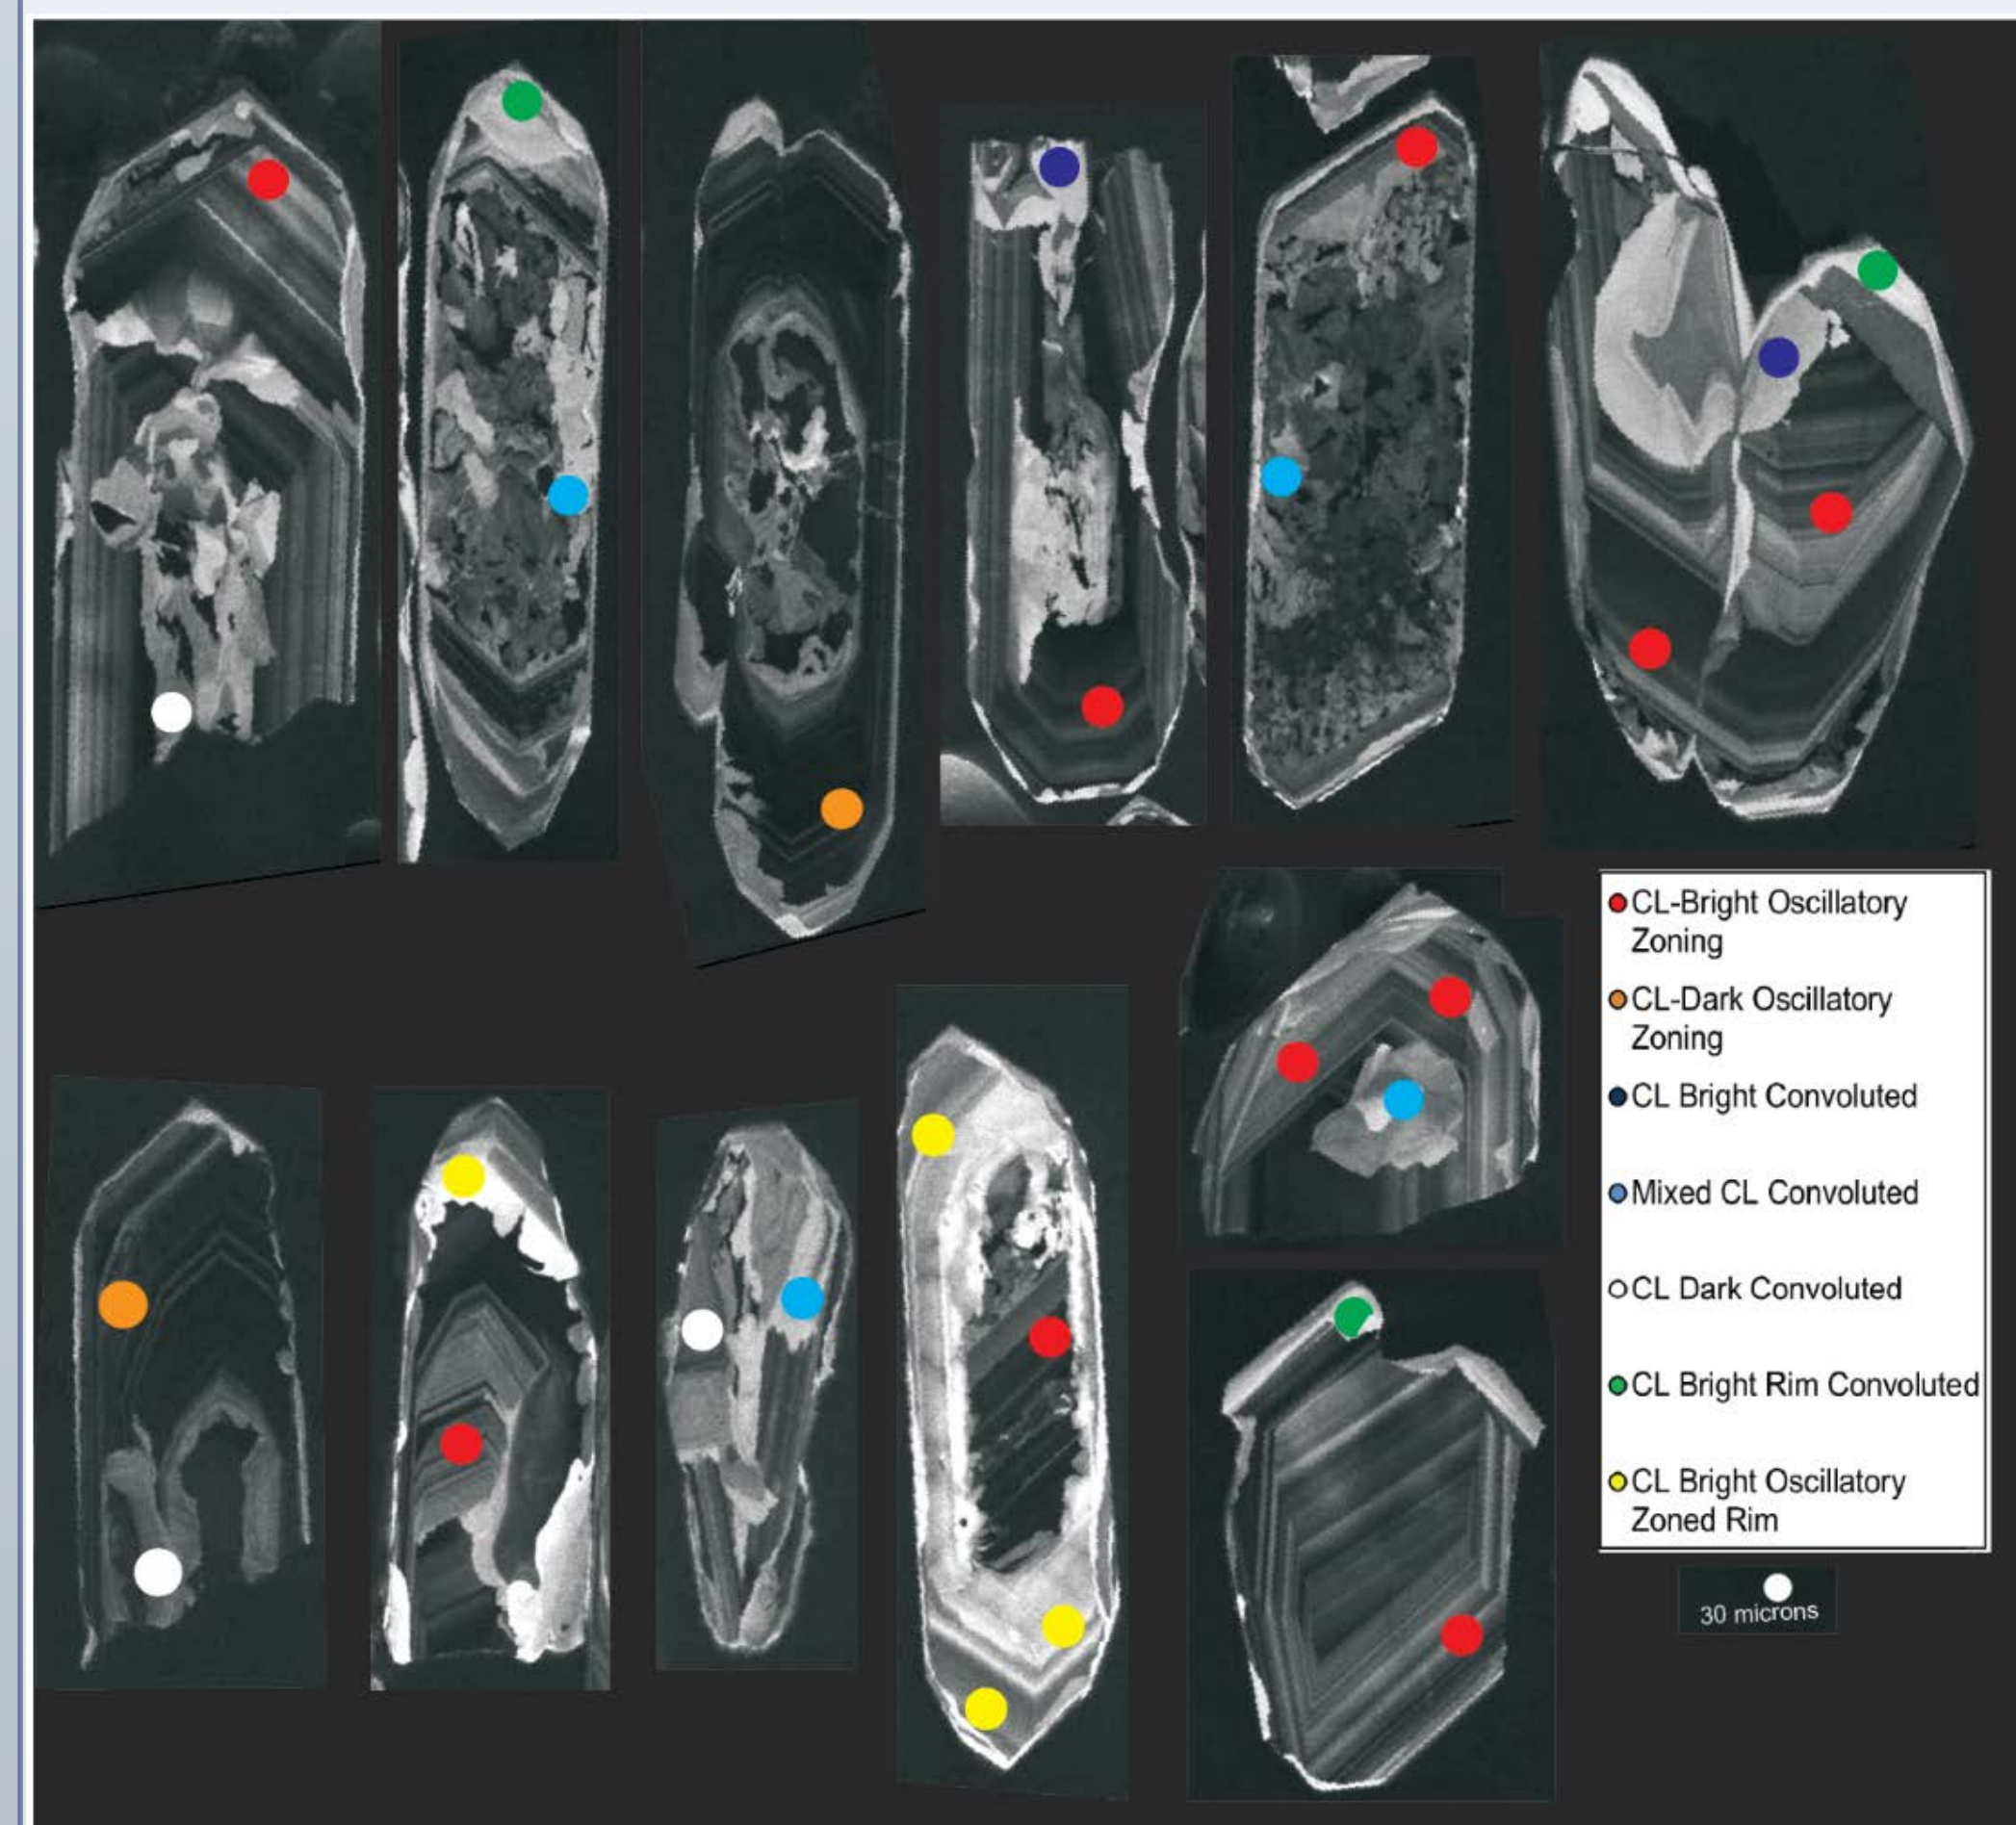 CL-Bright Oscillatory
Zoning
CL-Dark Oscillatory
Zoning
CL Bright Convoluted
Mixed CL Convoluted
CL Dark Convoluted
CL Bright Rim Convoluted
CL Bright Oscillatory
Zoned Rim
30 microns